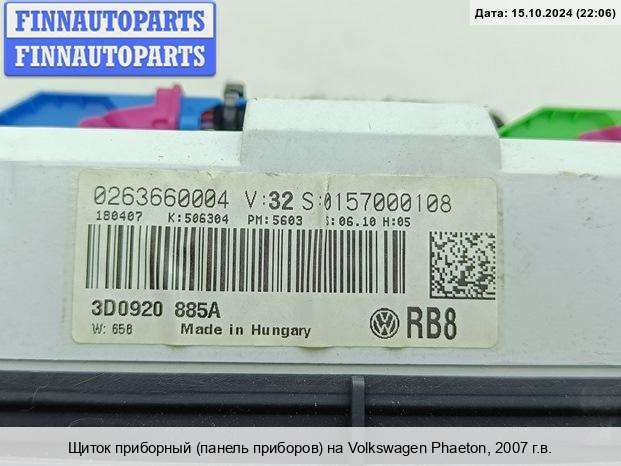 FINNAUTOPARTS
FINNAUTOPARTS
FINNAUTOPARTS
Дата: 15.10.2024 (22:06)
0263660004 V:32 S:0157000108
180407 K:506304 PM:5603 S:06.10 H:05
3D0920 885A
W: 658 Made in Hungary
RB8
Щиток приборный (панель приборов) на Volkswagen Phaeton, 2007 г.в.